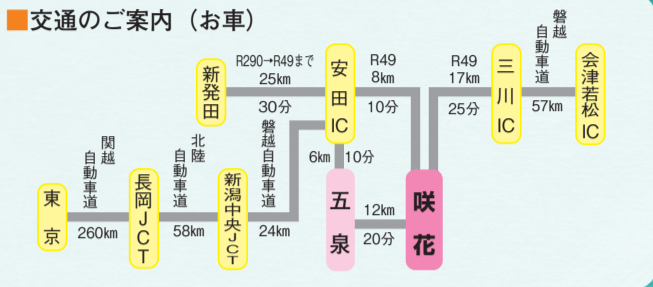 ■交通のご案内（お車）
新発田
R290→R49まで
25km
30分
安田IC
R49
8km
10分
R49
17km
25分
三川IC
磐越自動車道
57km
会津若松IC
東京
関越自動車道
260km
長岡JCT
北陸自動車道
58km
新潟中央JCT
磐越自動車道
24km
6km
10分
五泉
12km
20分
咲花